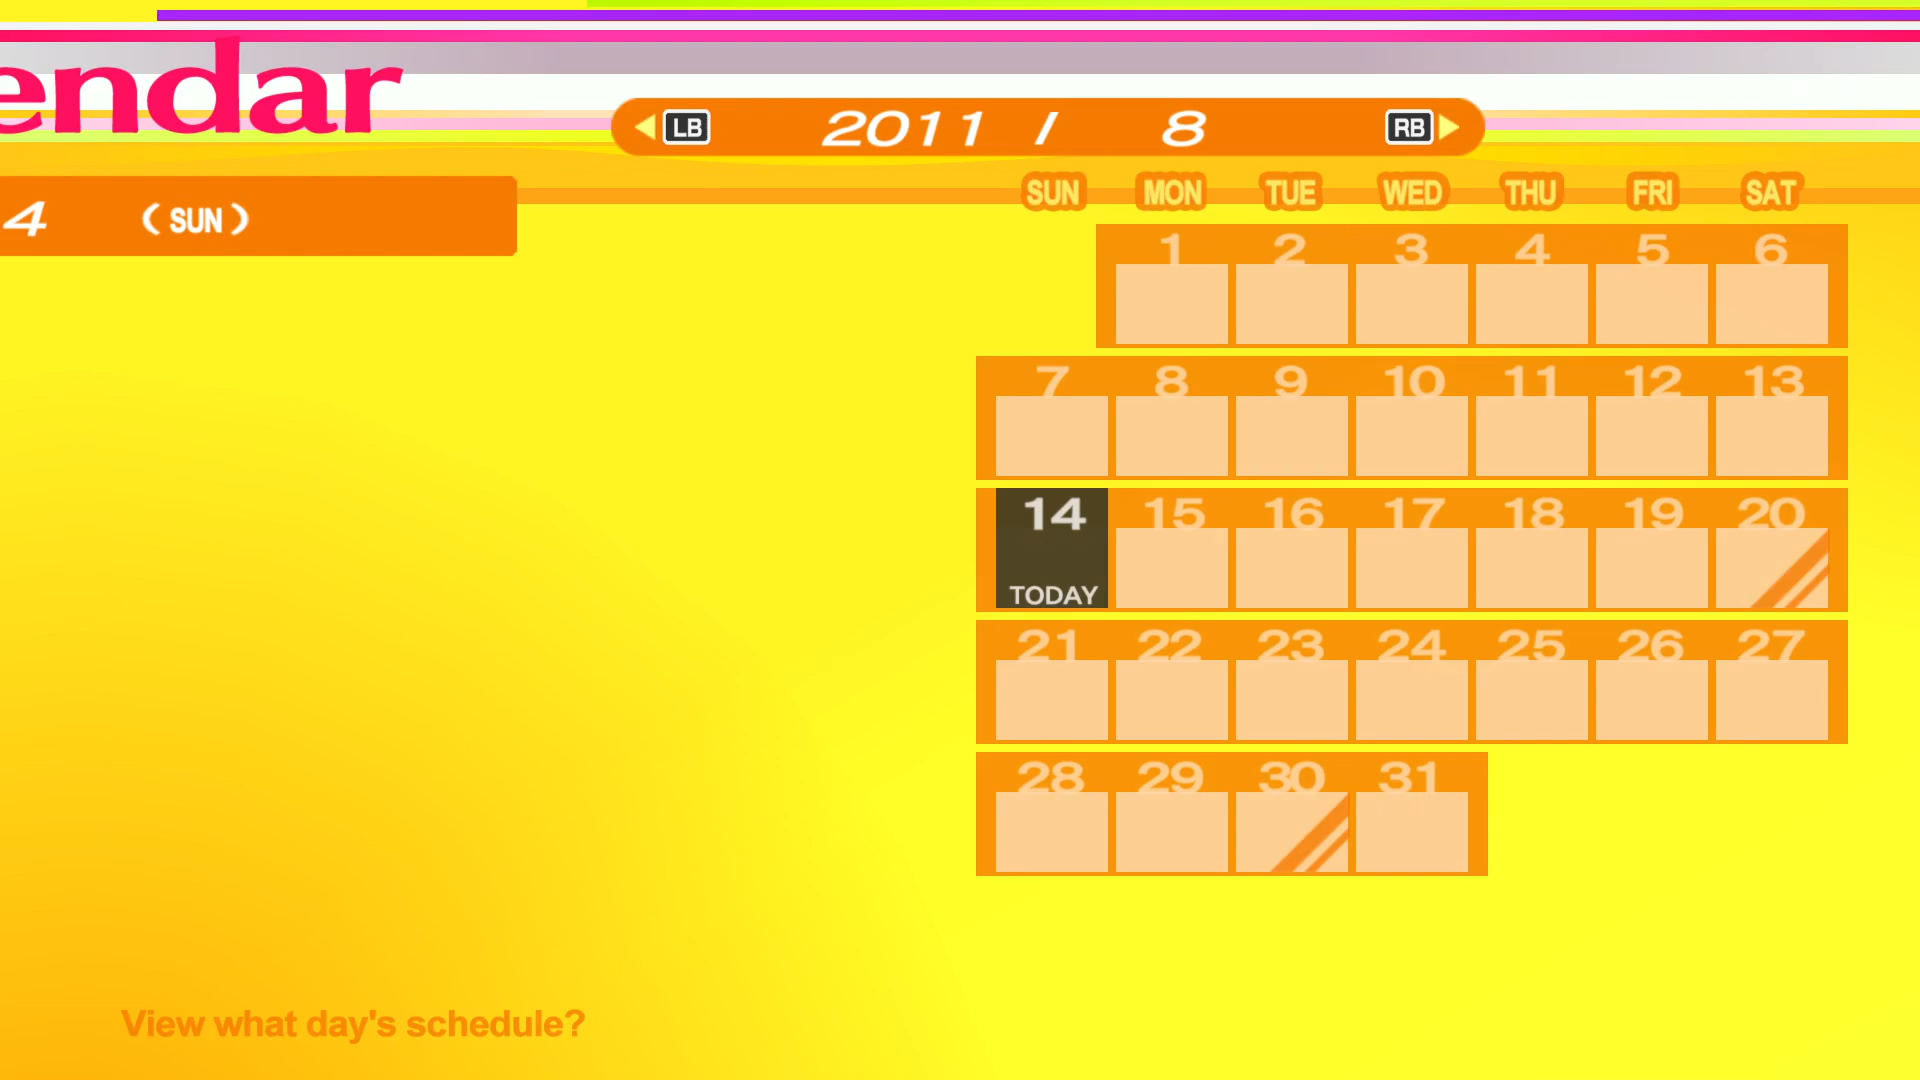 endar
LB 2011 / 8 RB
4 (SUN)
SUN MON TUE WED THU FRI SAT
1 2 3 4 5 6
7 8 9 10 11 12 13
14 15 16 17 18 19 20
TODAY
21 22 23 24 25 26 27
28 29 30 31
View what day's schedule?